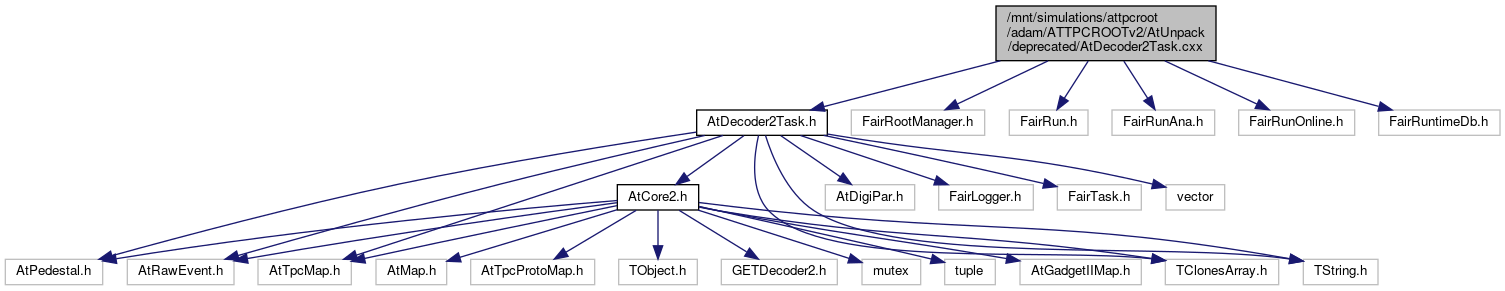 /mnt/simulations/attpcroot
/adam/ATTPCROOTv2/AtUnpack
/deprecated/AtDecoder2Task.cxx
AtDecoder2Task.h
FairRootManager.h
FairRun.h
FairRunAna.h
FairRunOnline.h
FairRuntimeDb.h
AtCore2.h
AtDigiPar.h
FairLogger.h
FairTask.h
vector
AtPedestal.h
AtRawEvent.h
AtTpcMap.h
AtMap.h
AtTpcProtoMap.h
TObject.h
GETDecoder2.h
mutex
tuple
AtGadgetIIMap.h
TClonesArray.h
TString.h